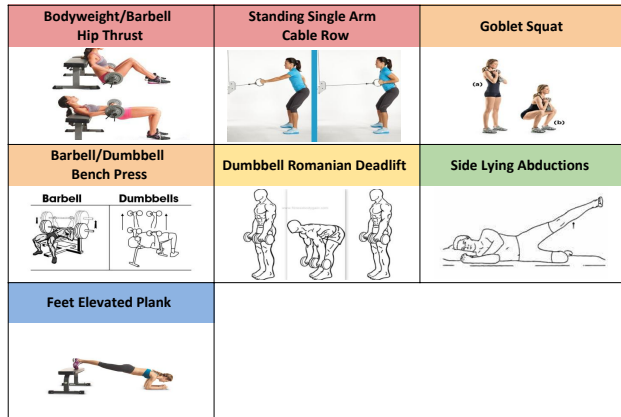 Bodyweight/Barbell
Hip Thrust
Standing Single Arm
Cable Row
Goblet Squat
(a)
(b)
Barbell/Dumbbell
Bench Press
Dumbbell Romanian Deadlift
Side Lying Abductions
Barbell
Dumbbells
Feet Elevated Plank